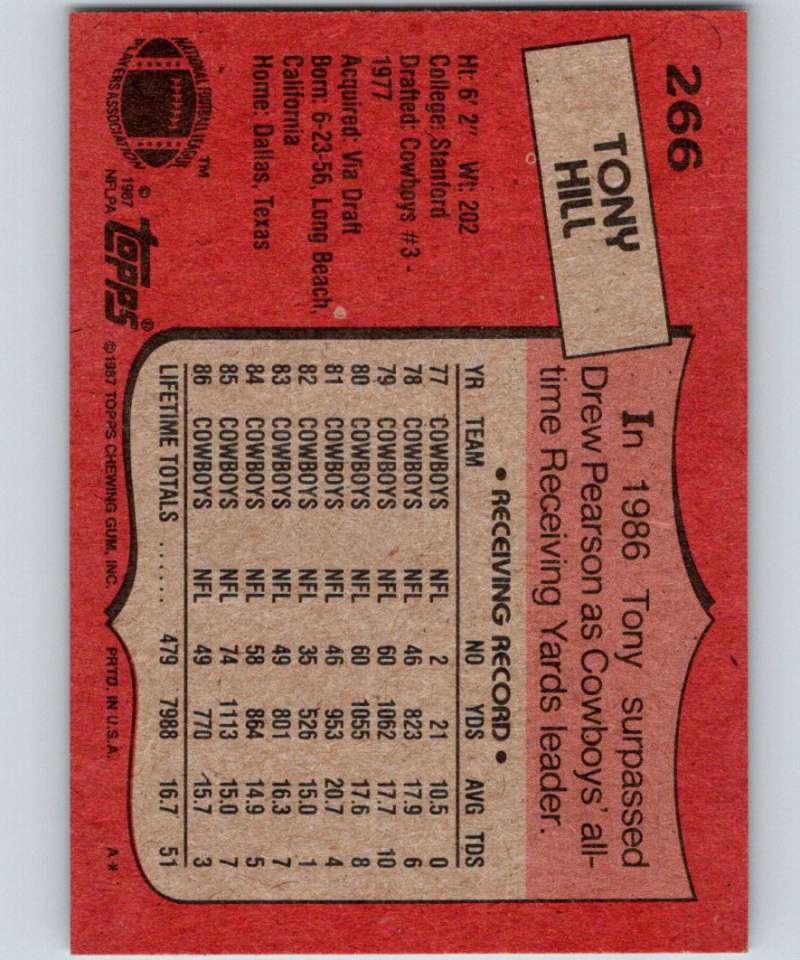 266
TONY
HILL
Ht: 6' 2" Wt: 202
College: Stanford
Drafted: Cowboys #3 -
1977
Acquired: Via Draft
Born: 6-23-56, Long Beach,
California
Home: Dallas, Texas
NATIONAL FOOTBALL LEAGUE
PLAYERS ASSOCIATION
™
© 1987
NFLPA
In 1986 Tony surpassed
Drew Pearson as Cowboys' all-
time Receiving Yards leader.
• RECEIVING RECORD •
YR TEAM NO YDS AVG TDS
77 COWBOYS NFL 2 21 10.5 0
78 COWBOYS NFL 46 823 17.9 6
79 COWBOYS NFL 60 1062 17.7 10
80 COWBOYS NFL 60 1055 17.6 8
81 COWBOYS NFL 46 953 20.7 4
82 COWBOYS NFL 35 526 15.0 1
83 COWBOYS NFL 49 801 16.3 7
84 COWBOYS NFL 58 864 14.9 5
85 COWBOYS NFL 74 1113 15.0 7
86 COWBOYS NFL 49 770 15.7 3
LIFETIME TOTALS ...... 479 7988 16.7 51
topps® © 1987 TOPPS CHEWING GUM, INC. PRTD. IN U.S.A. A*